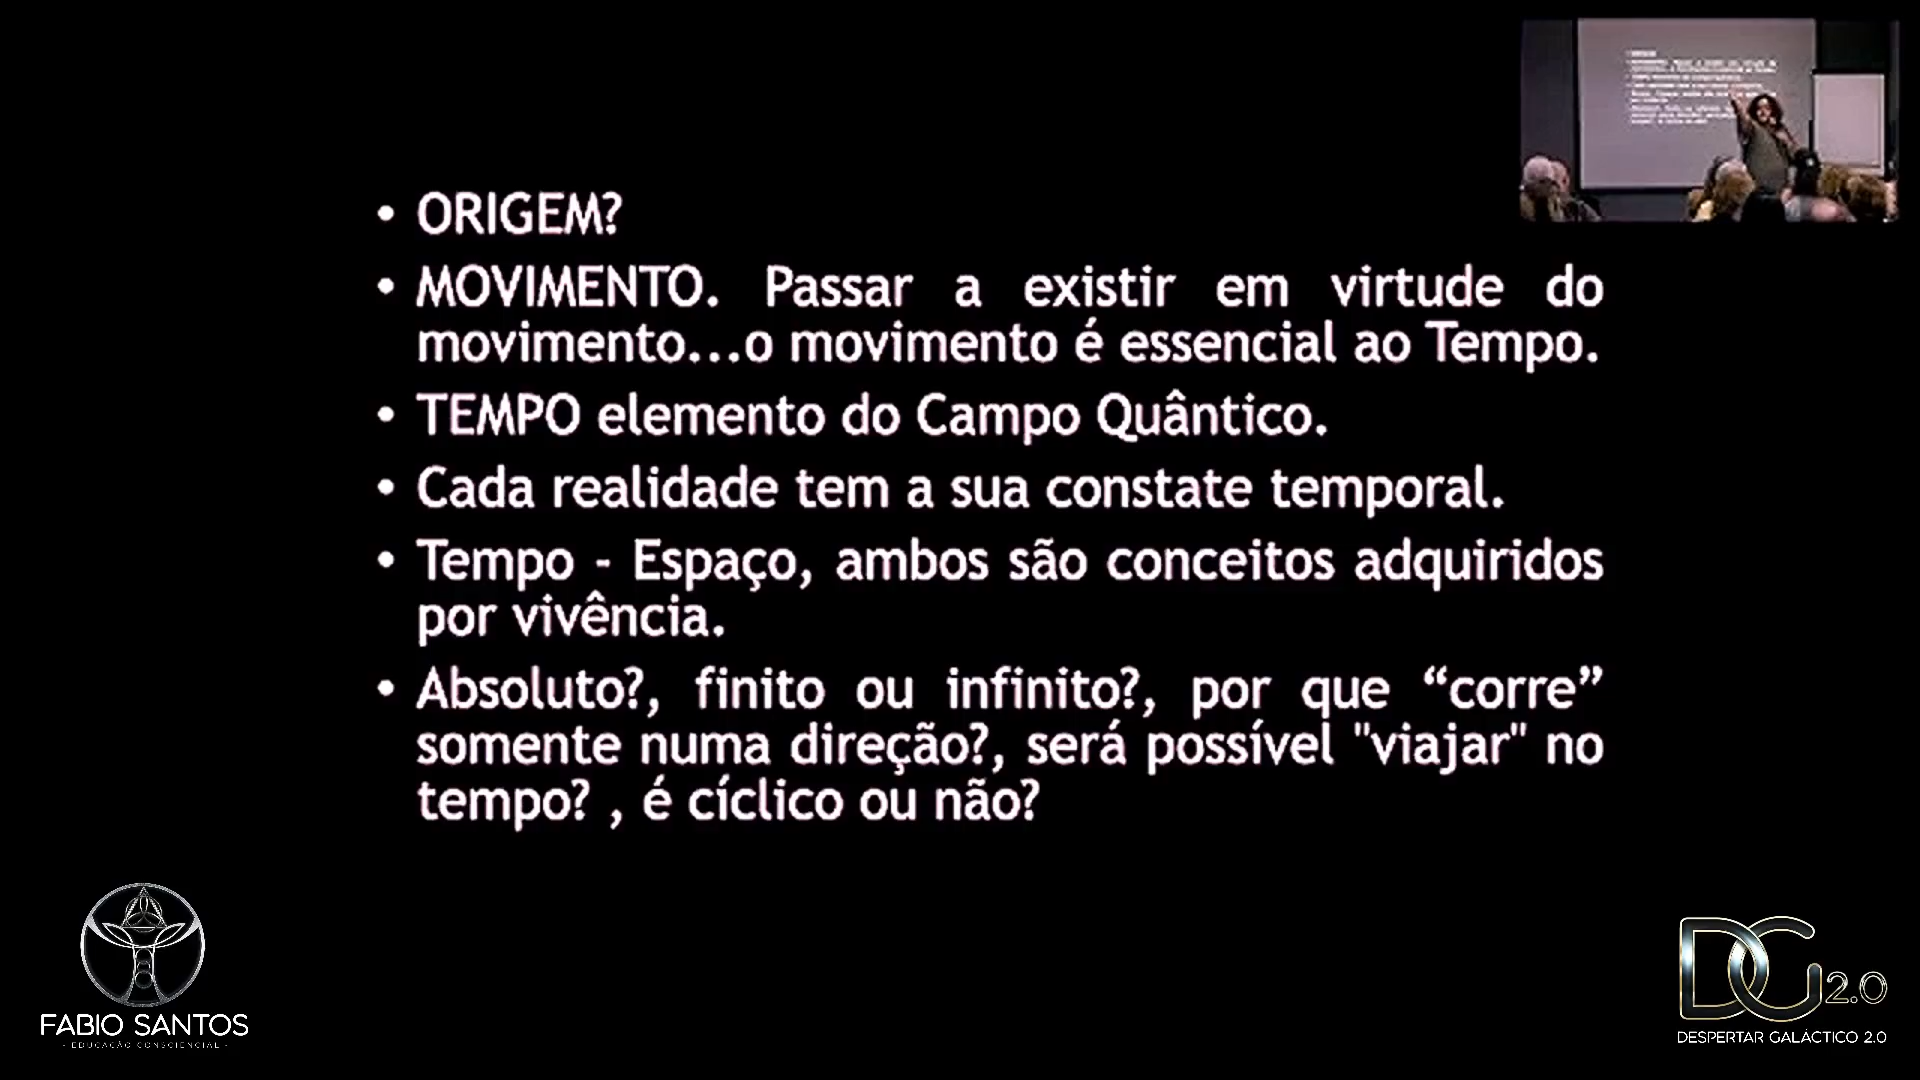 • ORIGEM?
• MOVIMENTO. Passar a existir em virtude do
movimento...o movimento é essencial ao Tempo.
• TEMPO elemento do Campo Quântico.
• Cada realidade tem a sua constate temporal.
• Tempo - Espaço, ambos são conceitos adquiridos
por vivência.
• Absoluto?, finito ou infinito?, por que “corre”
somente numa direção?, será possível "viajar" no
tempo? , é cíclico ou não?
FABIO SANTOS
- EDUCAÇÃO CONSCIENCIAL -
DG 2.0
DESPERTAR GALÁCTICO 2.0